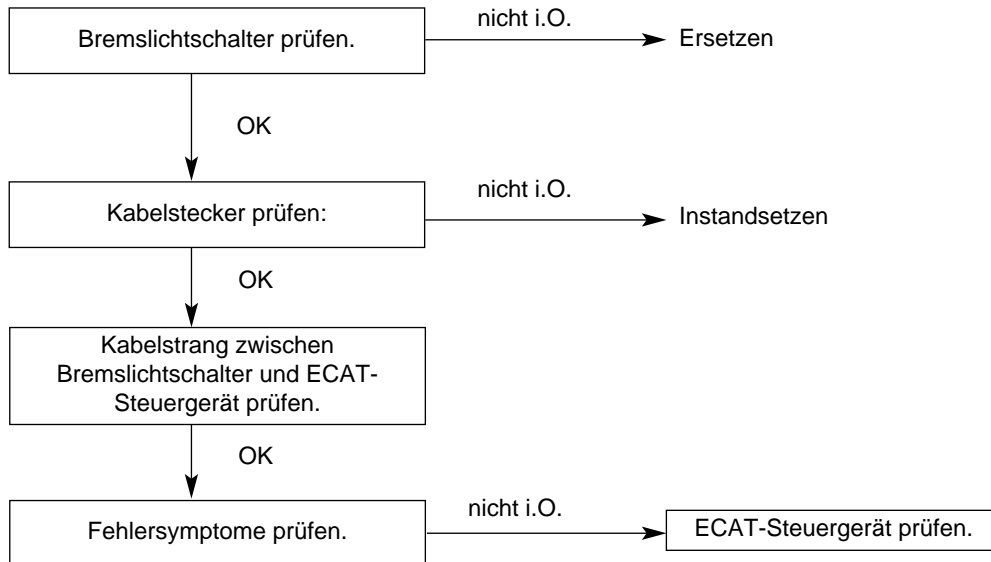 nicht i.O.
Bremslichtschalter prüfen.
Ersetzen
OK
nicht i.O.
Kabelstecker prüfen:
Instandsetzen
OK
Kabelstrang zwischen
Bremslichtschalter und ECAT-
Steuergerät prüfen.
OK
nicht i.O.
Fehlersymptome prüfen.
ECAT-Steuergerät prüfen.